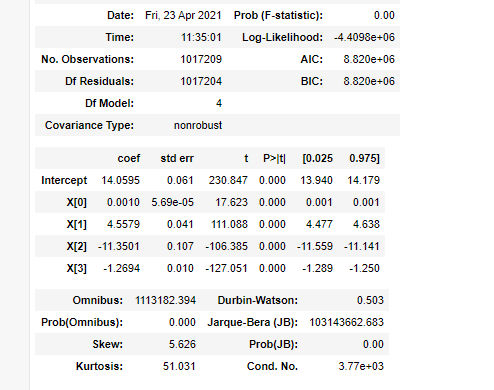 Date: Fri, 23 Apr 2021 Prob (F-statistic): 0.00
Time: 11:35:01 Log-Likelihood: -4.4098e+06
No. Observations: 1017209 AIC: 8.820e+06
Df Residuals: 1017204 BIC: 8.820e+06
Df Model: 4
Covariance Type: nonrobust
coef std err t P>|t| [0.025 0.975]
Intercept 14.0595 0.061 230.847 0.000 13.940 14.179
X[0] 0.0010 5.69e-05 17.623 0.000 0.001 0.001
X[1] 4.5579 0.041 111.088 0.000 4.477 4.638
X[2] -11.3501 0.107 -106.385 0.000 -11.559 -11.141
X[3] -1.2694 0.010 -127.051 0.000 -1.289 -1.250
Omnibus: 1113182.394 Durbin-Watson: 0.503
Prob(Omnibus): 0.000 Jarque-Bera (JB): 103143662.683
Skew: 5.626 Prob(JB): 0.00
Kurtosis: 51.031 Cond. No. 3.77e+03